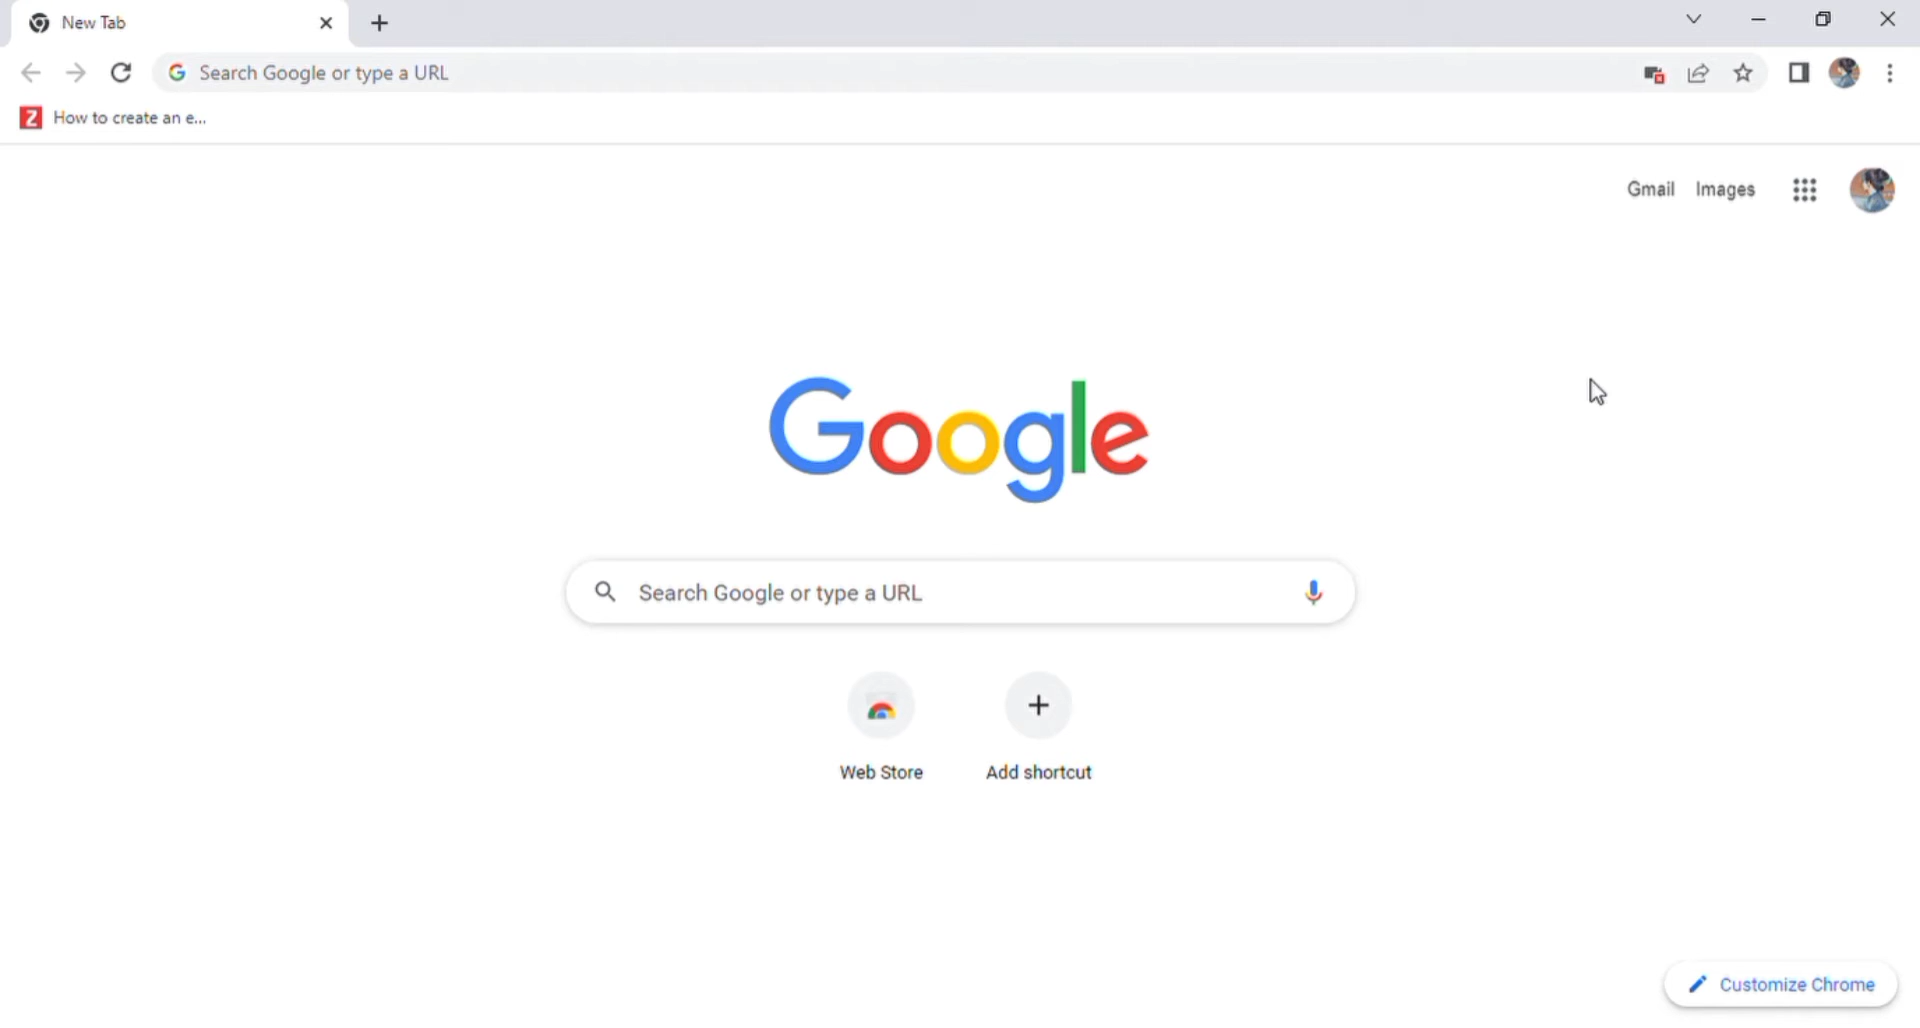 New Tab
Search Google or type a URL
How to create an e...
Gmail Images
Google
Search Google or type a URL
Web Store Add shortcut
Customize Chrome